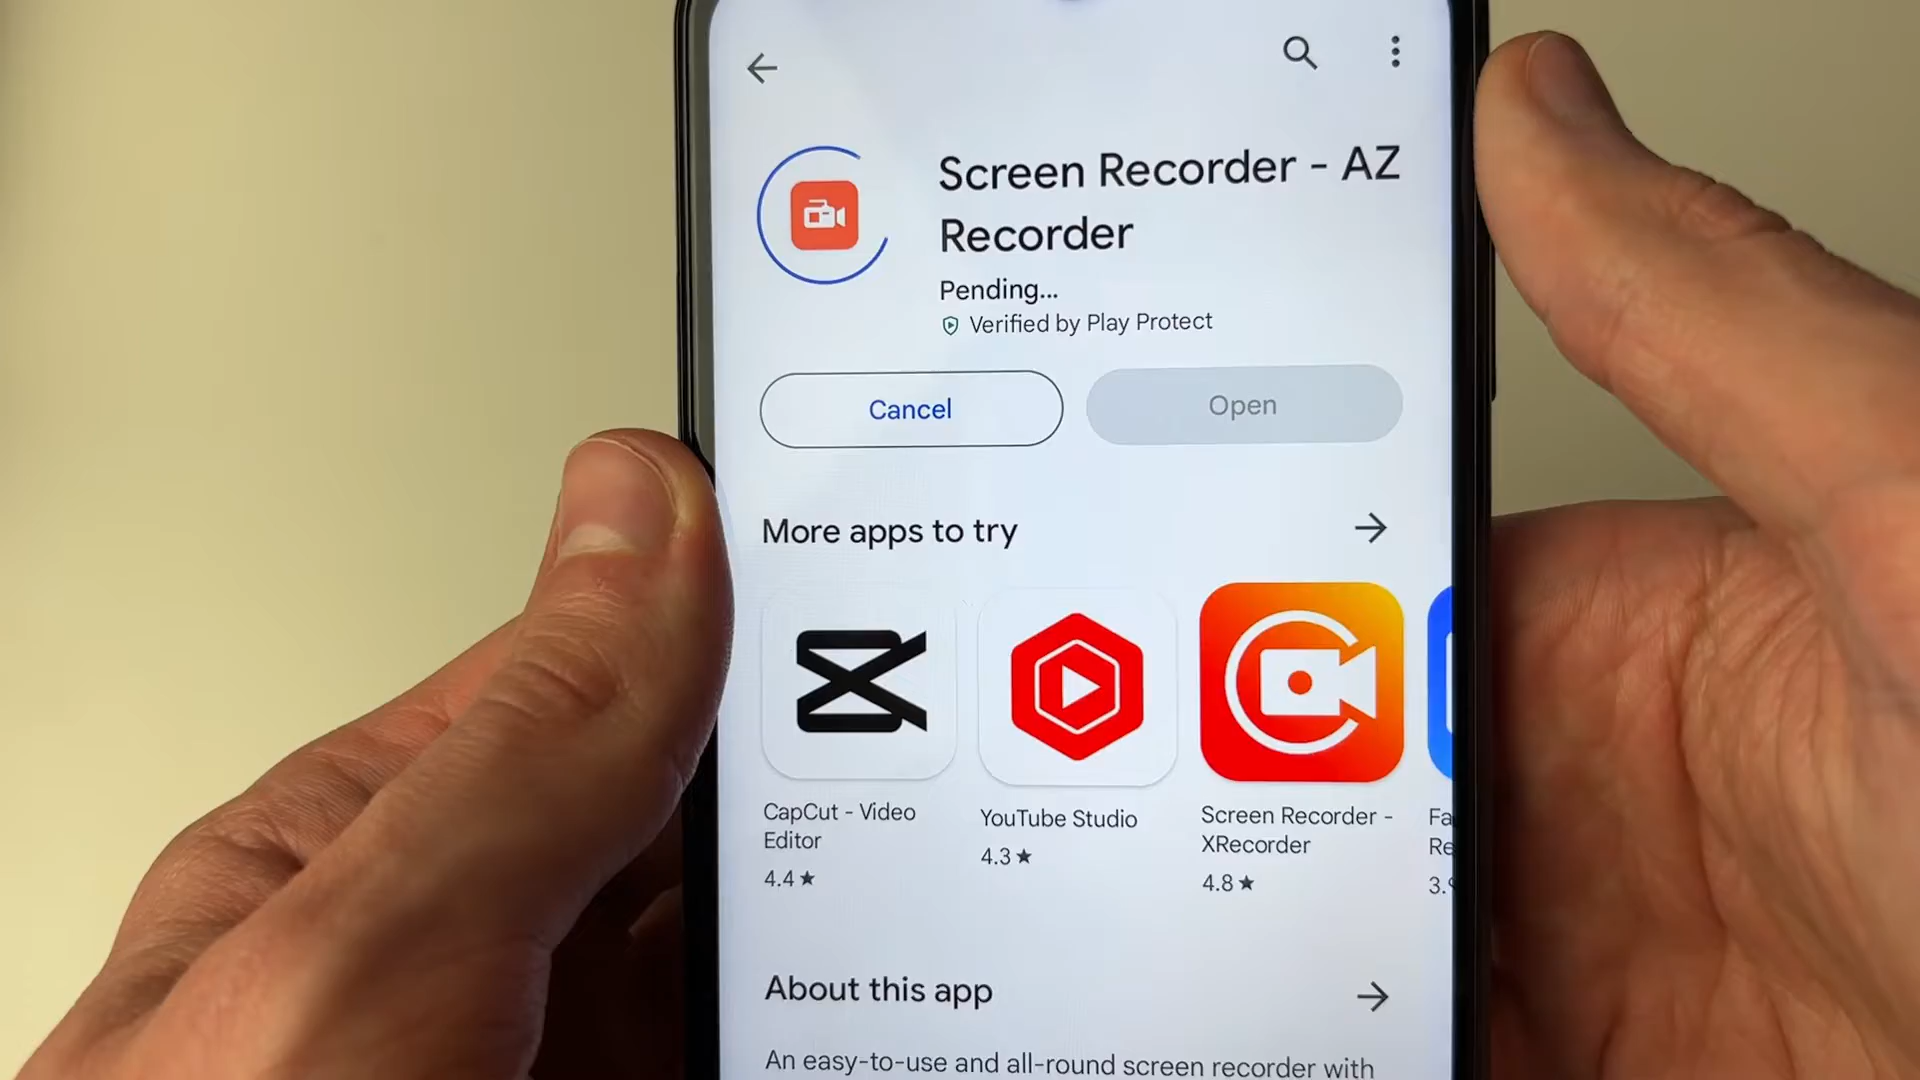 Screen Recorder - AZ
Recorder
Pending...
Verified by Play Protect
Cancel
Open
More apps to try
CapCut - Video
Editor
4.4★
YouTube Studio
4.3★
Screen Recorder -
XRecorder
4.8★
Fa
Re
3.9
About this app
An easy-to-use and all-round screen recorder with